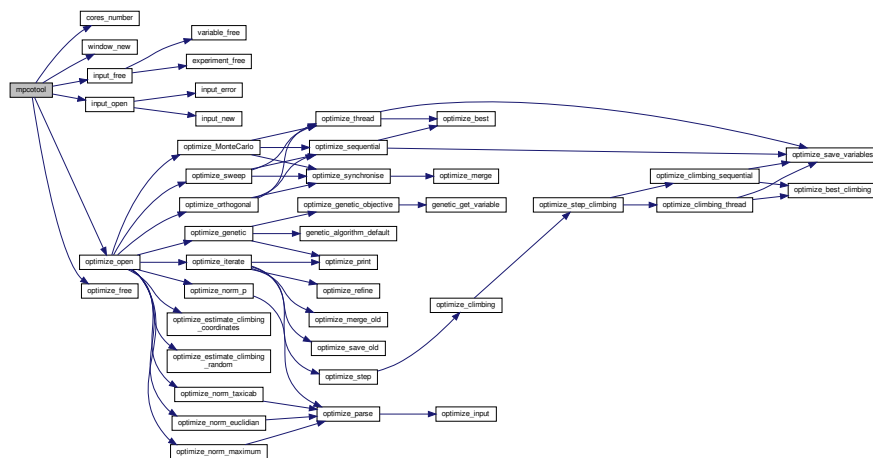 cores_number
window_new
variable_free
input_free
experiment_free
mpcotool
input_open
input_error
input_new
optimize_thread
optimize_best
optimize_MonteCarlo
optimize_sequential
optimize_save_variables
optimize_sweep
optimize_synchronise
optimize_merge
optimize_climbing_sequential
optimize_best_climbing
optimize_orthogonal
optimize_genetic_objective
genetic_get_variable
optimize_step_climbing
optimize_climbing_thread
optimize_genetic
genetic_algorithm_default
optimize_open
optimize_iterate
optimize_print
optimize_free
optimize_norm_p
optimize_refine
optimize_climbing
optimize_estimate_climbing
_coordinates
optimize_merge_old
optimize_save_old
optimize_estimate_climbing
_random
optimize_step
optimize_norm_taxicab
optimize_norm_euclidian
optimize_parse
optimize_input
optimize_norm_maximum